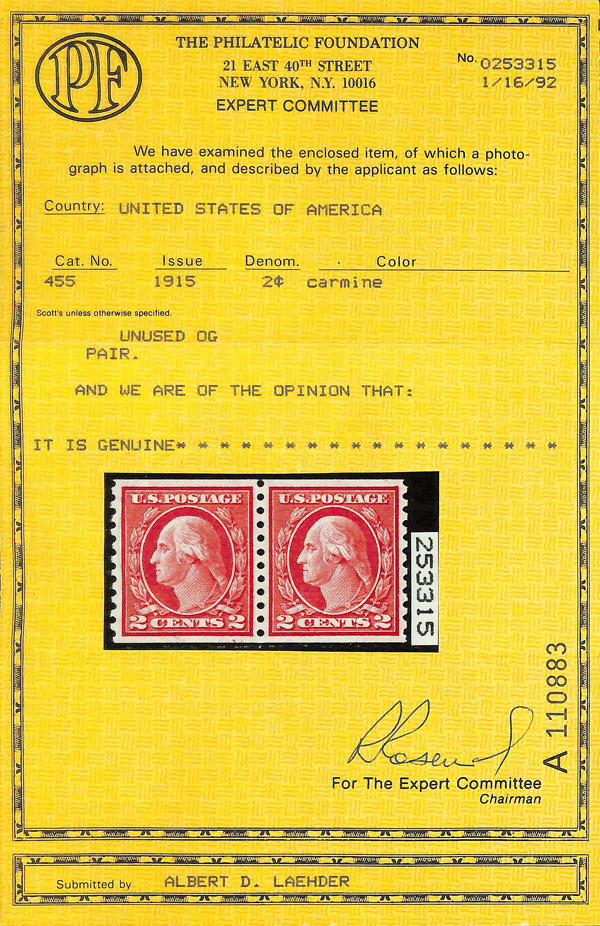 PF
THE PHILATELIC FOUNDATION
21 EAST 40TH STREET
NEW YORK, N.Y. 10016
EXPERT COMMITTEE
No. 0253315
1/16/92
We have examined the enclosed item, of which a photo-
graph is attached, and described by the applicant as follows:
Country: UNITED STATES OF AMERICA
Cat. No. Issue Denom. · Color
455 1915 2¢ carmine
Scott's unless otherwise specified.
UNUSED OG
PAIR.
AND WE ARE OF THE OPINION THAT:
IT IS GENUINE* * * * * * * * * * * * * * * * * *
U.S.POSTAGE U.S.POSTAGE
2 CENTS 2 2 CENTS 2
253315
A 110883
R Rosen
For The Expert Committee
Chairman
Submitted by ALBERT D. LAEHDER